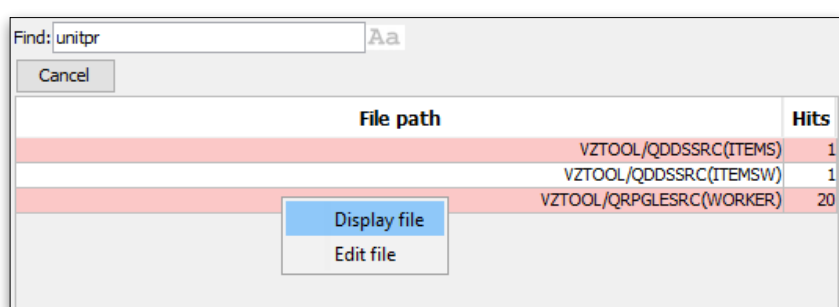 Find: unitpr Aa
Cancel
File path Hits
VZTOOL/QDDSSRC(ITEMS) 1
VZTOOL/QDDSSRC(ITEMSW) 1
VZTOOL/QRPGLESRC(WORKER) 20
Display file
Edit file